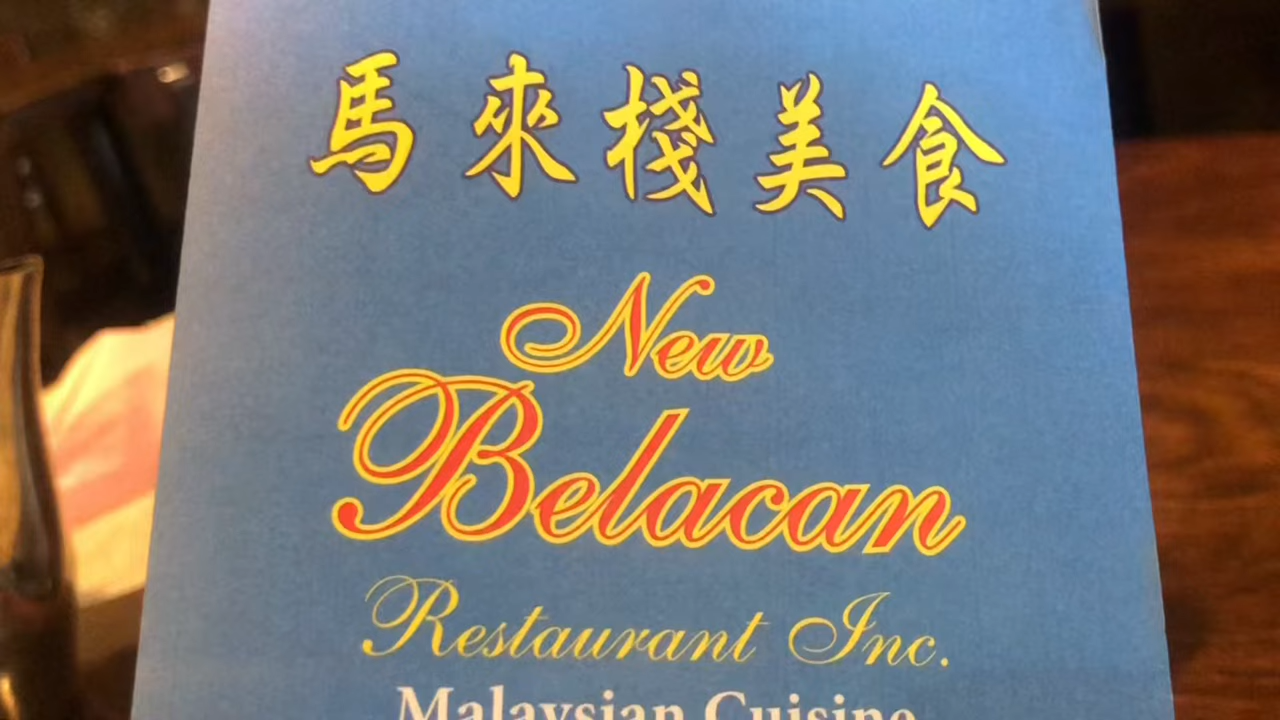 馬來棧美食
New
Belacan
Restaurant Inc.
Malaysian Cuisine